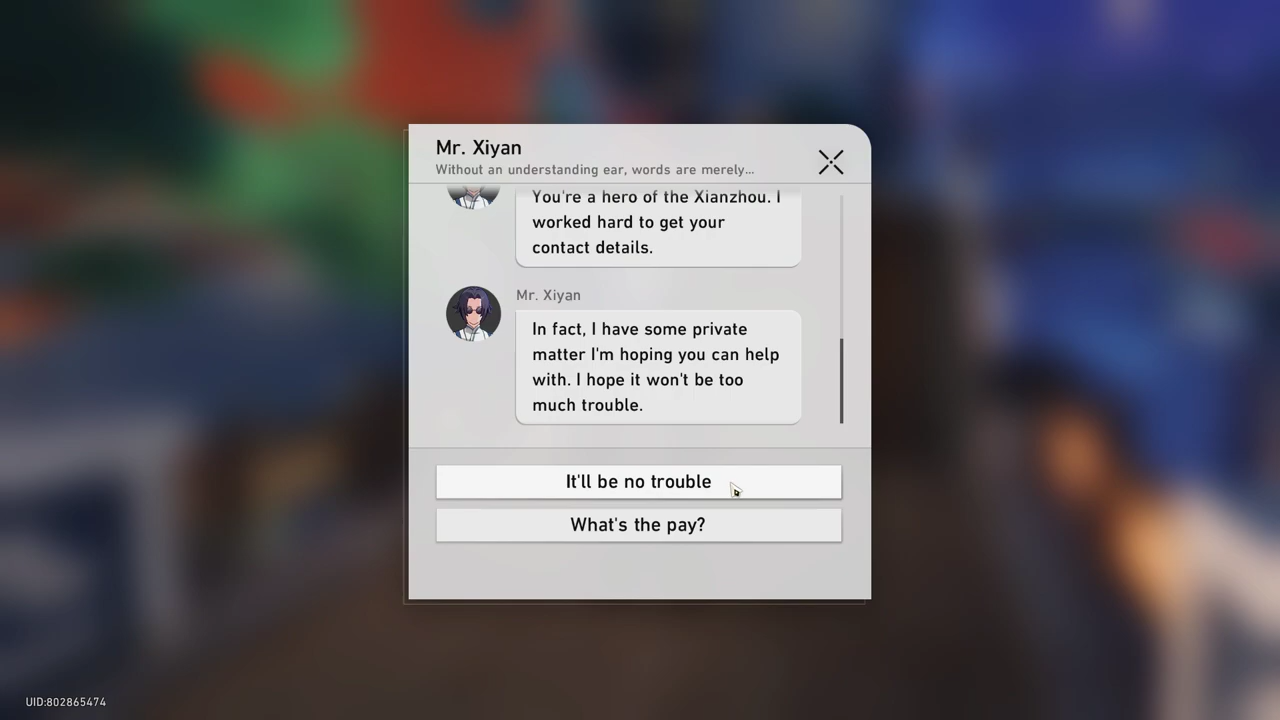 Mr. Xiyan
Without an understanding ear, words are merely...
You're a hero of the Xianzhou. I
worked hard to get your
contact details.
Mr. Xiyan
In fact, I have some private
matter I'm hoping you can help
with. I hope it won't be too
much trouble.
It'll be no trouble
What's the pay?
UID:802865474